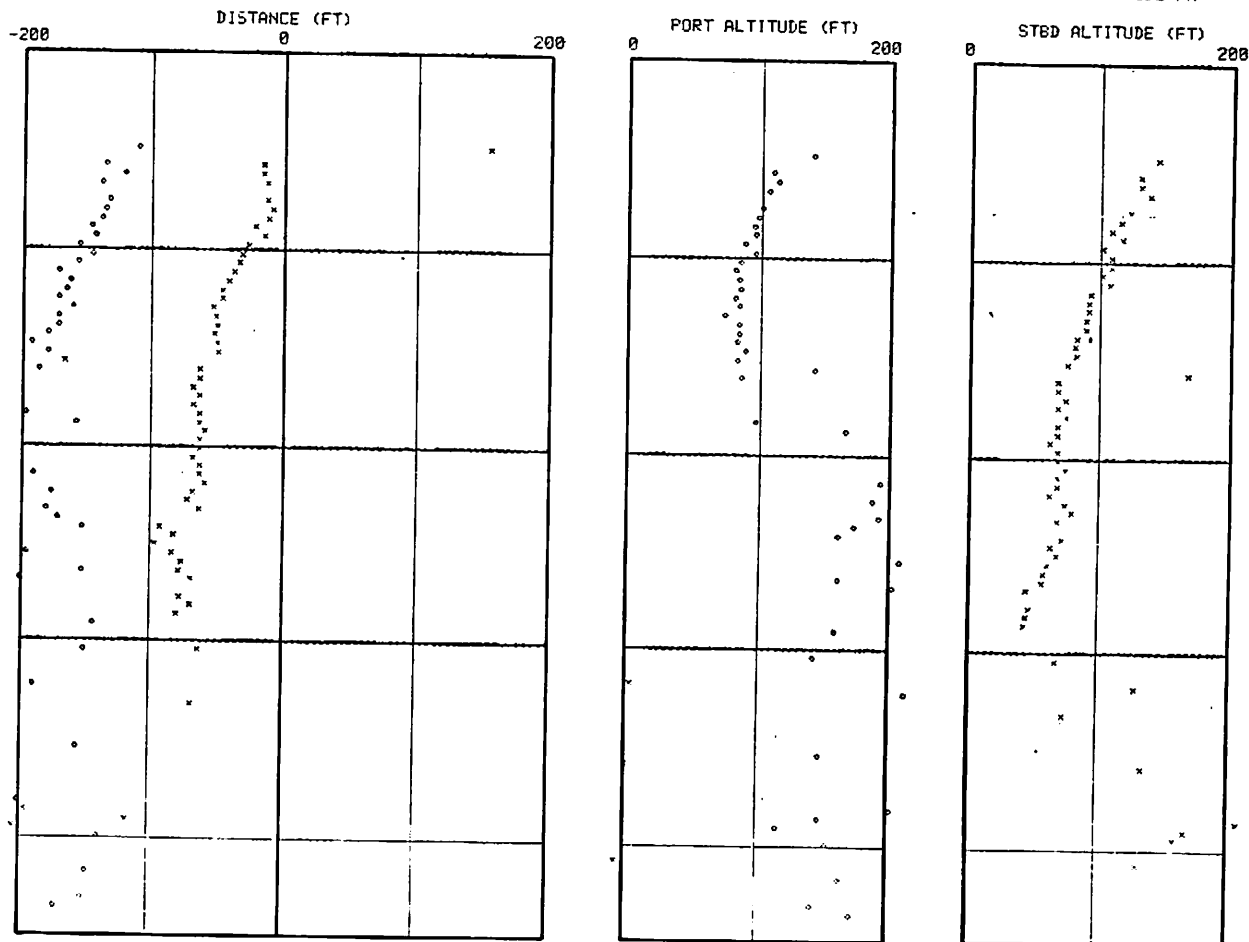 DISTANCE (FT)
-200 0 200
PORT ALTITUDE (FT)
0 200
STBD ALTITUDE (FT)
0 200